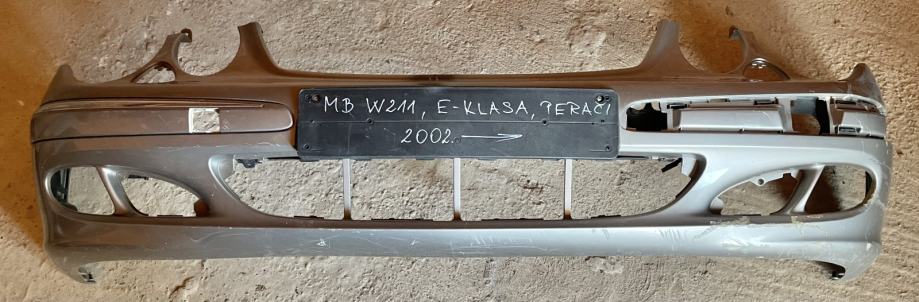 MB W211, E-KLASA, PERAČI
2002. →